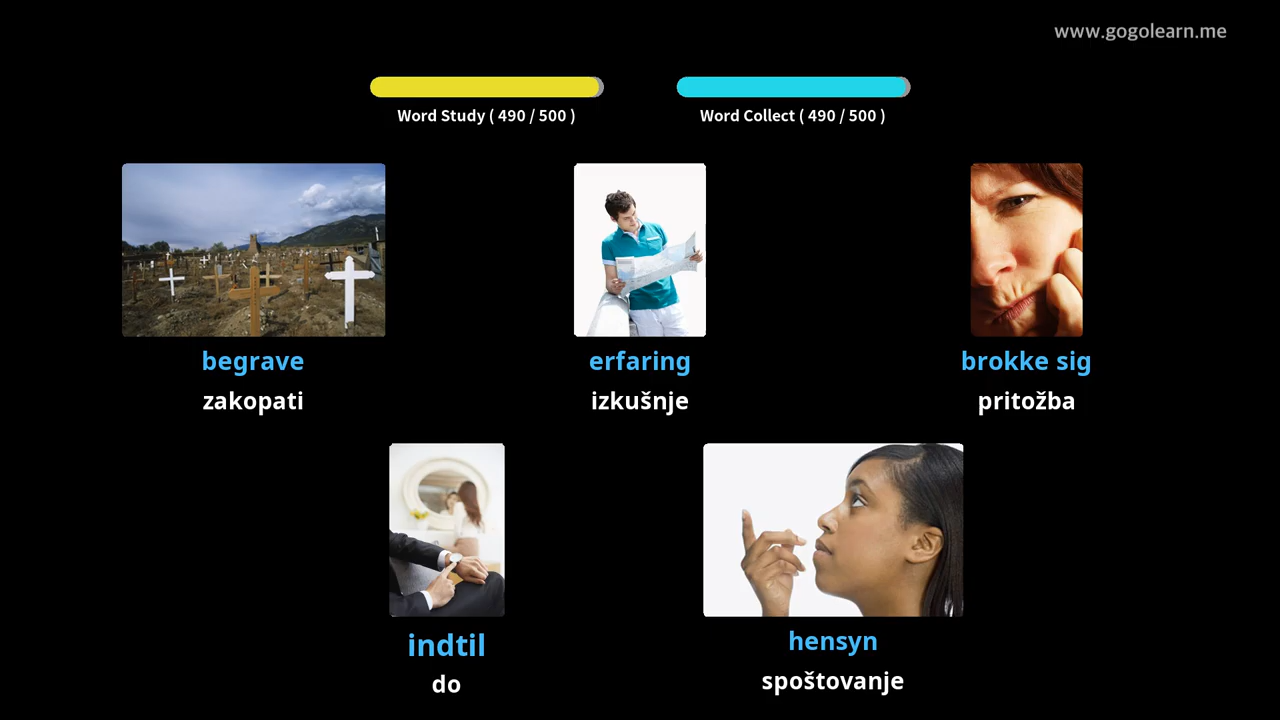 www.gogolearn.me
Word Study ( 490 / 500 )
Word Collect ( 490 / 500 )
begrave
zakopati
erfaring
izkušnje
brokke sig
pritožba
indtil
do
hensyn
spoštovanje